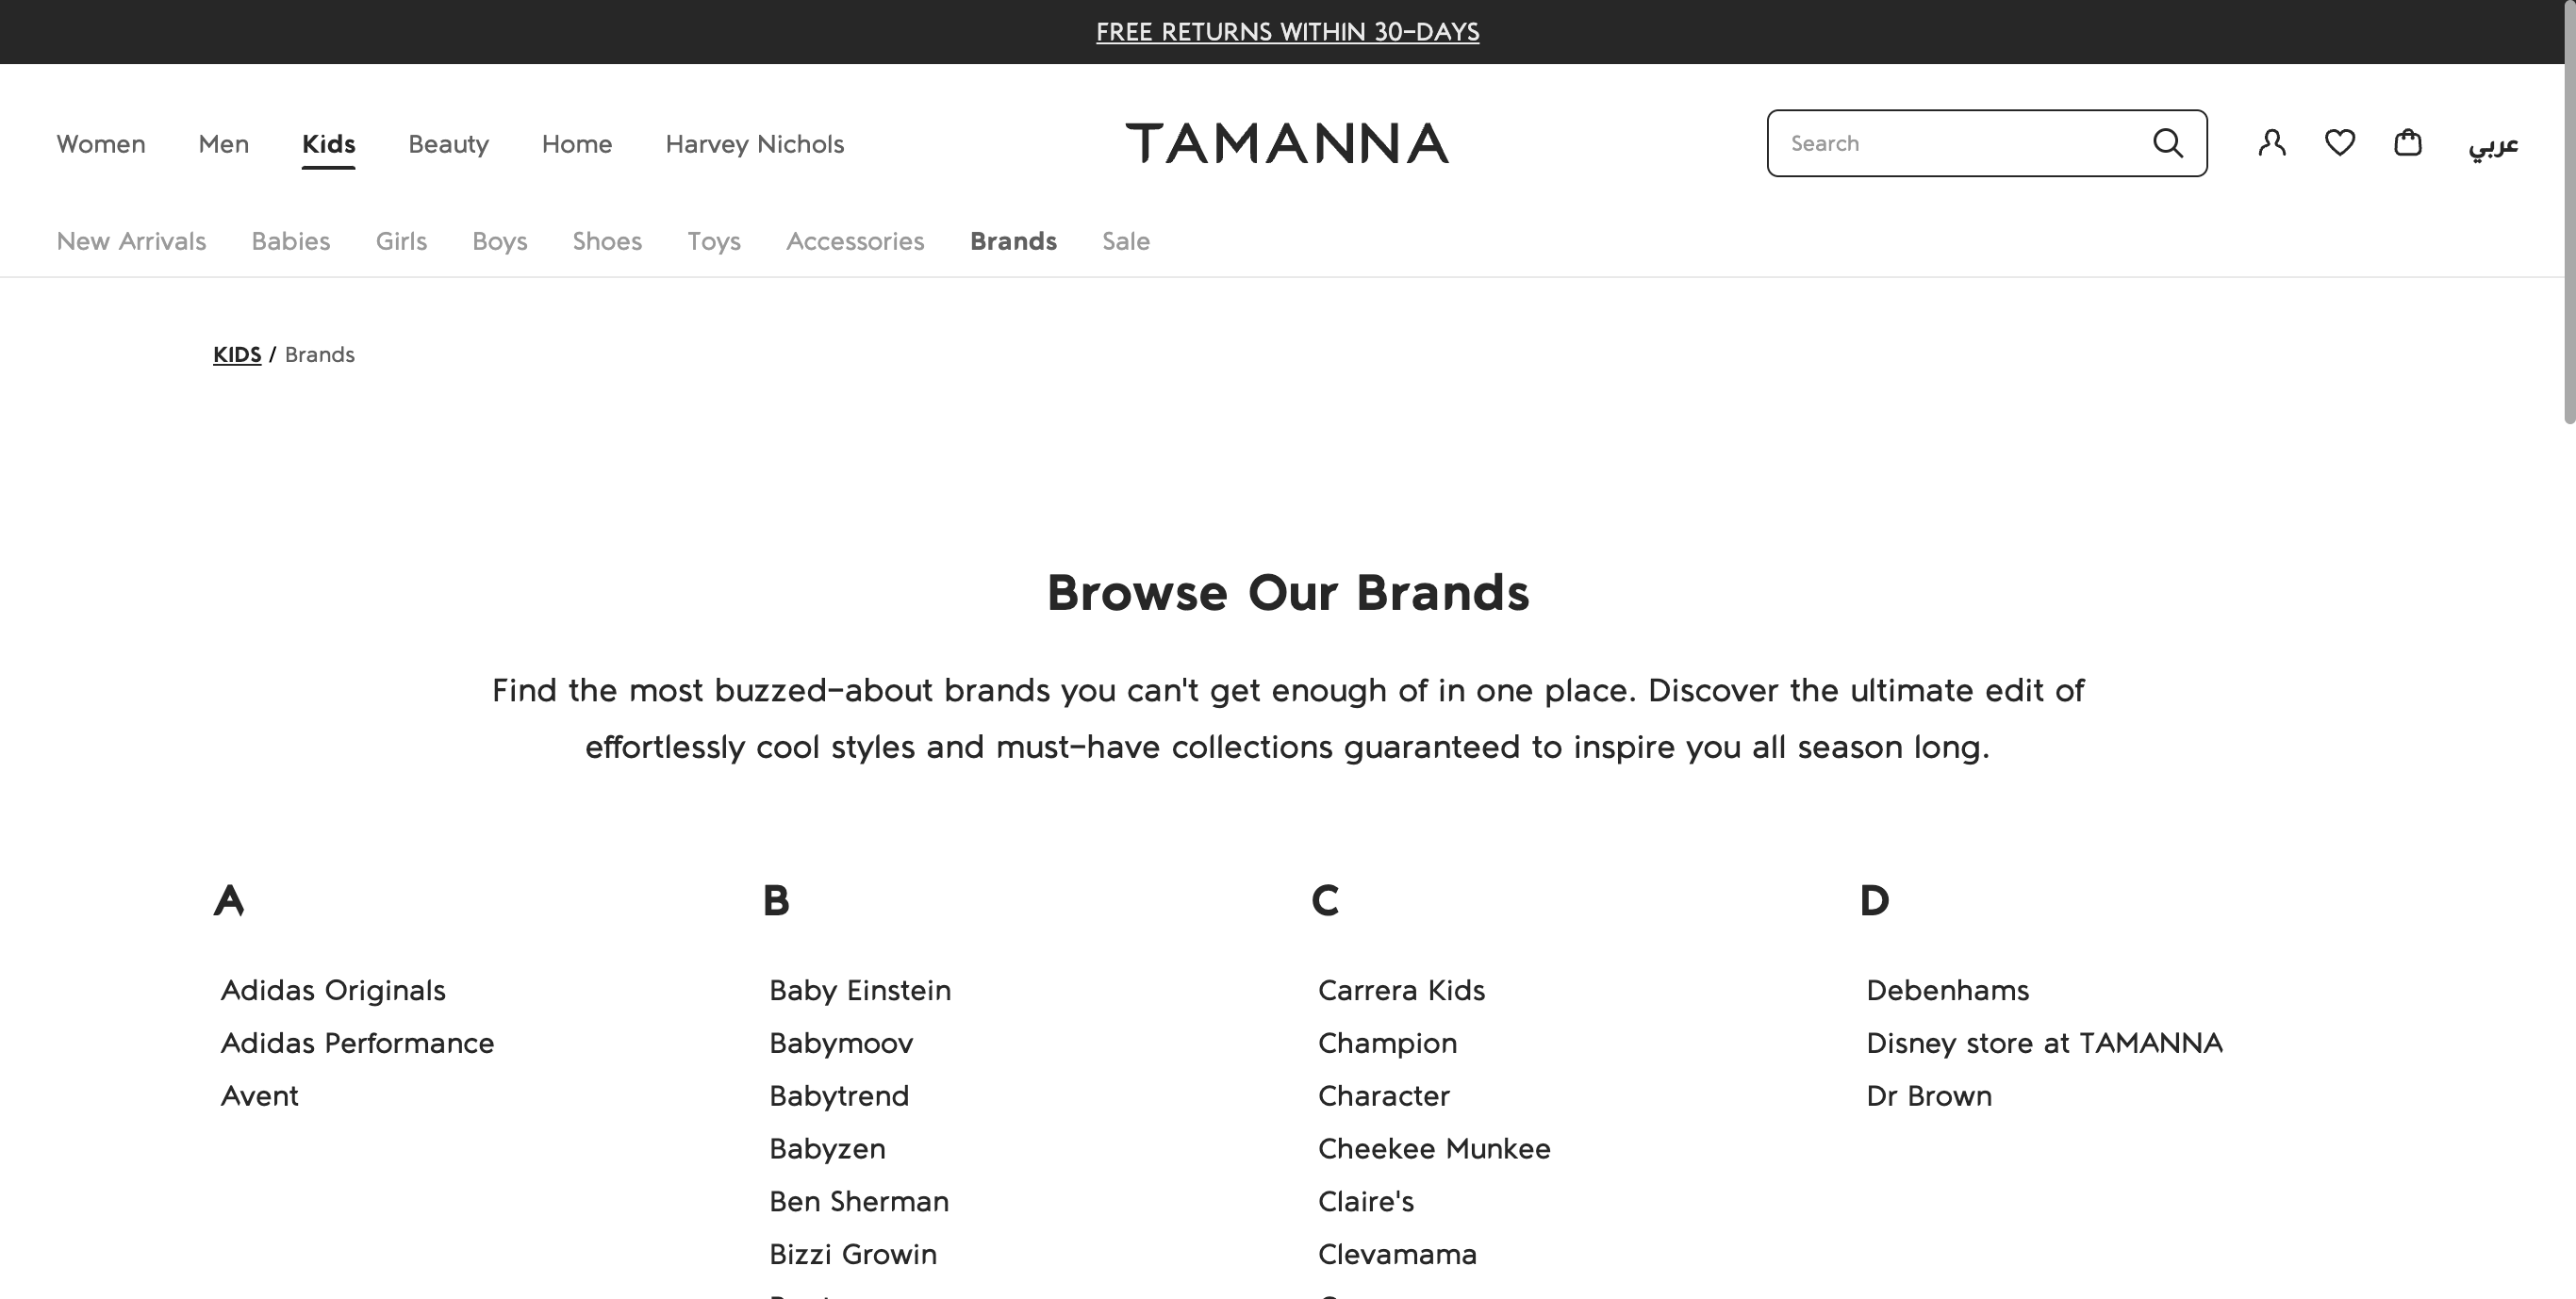 FREE RETURNS WITHIN 30-DAYS
Women Men Kids Beauty Home Harvey Nichols
TAMANNA
Search
عربي
New Arrivals Babies Girls Boys Shoes Toys Accessories Brands Sale
KIDS / Brands
Browse Our Brands
Find the most buzzed-about brands you can't get enough of in one place. Discover the ultimate edit of
effortlessly cool styles and must-have collections guaranteed to inspire you all season long.
A
Adidas Originals
Adidas Performance
Avent
B
Baby Einstein
Babymoov
Babytrend
Babyzen
Ben Sherman
Bizzi Growin
C
Carrera Kids
Champion
Character
Cheekee Munkee
Claire's
Clevamama
D
Debenhams
Disney store at TAMANNA
Dr Brown